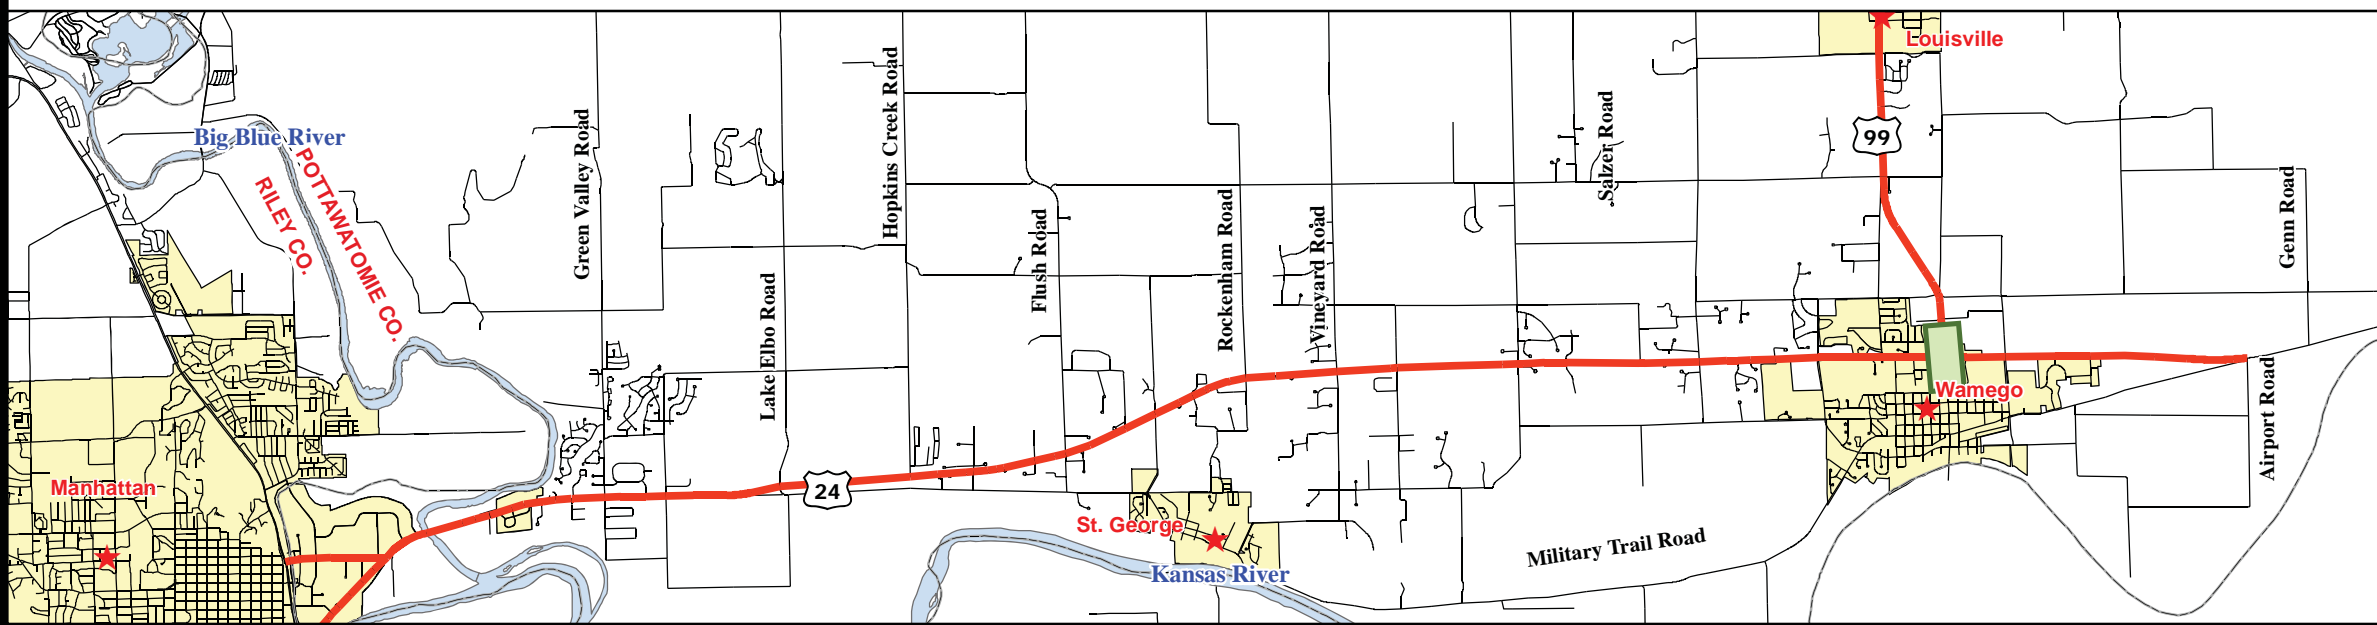 Louisville
99
Big Blue River
POTTAWATOMIE CO.
RILEY CO.
Green Valley Road
Hopkins Creek Road
Salzer Road
Genn Road
Flush Road
Rockenham Road
Vineyard Road
Lake Elbo Road
Wamego
Airport Road
Manhattan
24
St. George
Military Trail Road
Kansas River